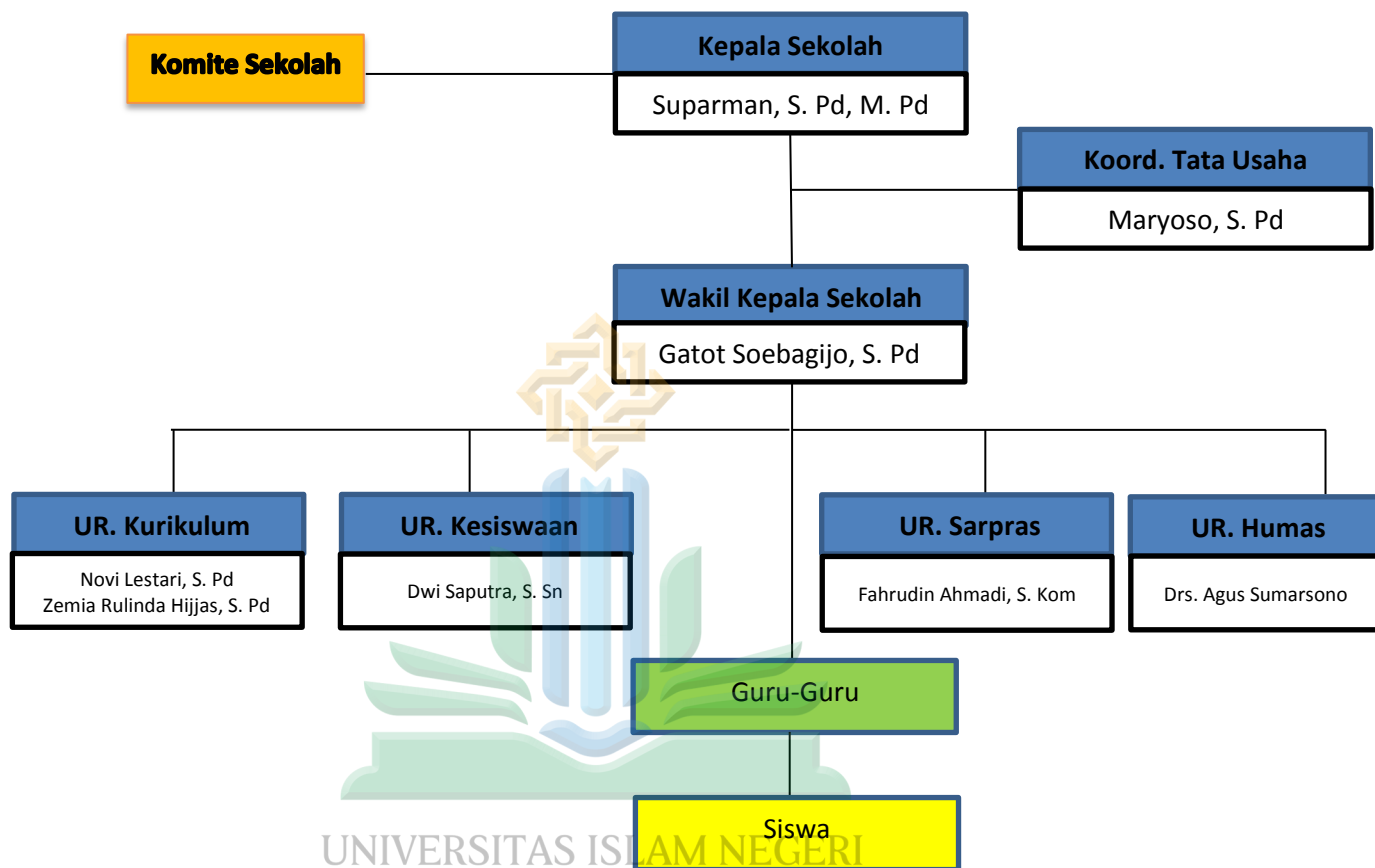 Komite Sekolah
Kepala Sekolah
Suparman, S. Pd, M. Pd
Koord. Tata Usaha
Maryoso, S. Pd
Wakil Kepala Sekolah
Gatot Soebagijo, S. Pd
UR. Kurikulum
Novi Lestari, S. Pd
Zemia Rulinda Hijjas, S. Pd
UR. Kesiswaan
Dwi Saputra, S. Sn
UR. Sarpras
Fahrudin Ahmadi, S. Kom
UR. Humas
Drs. Agus Sumarsono
Guru-Guru
Siswa
UNIVERSITAS ISLAM NEGERI